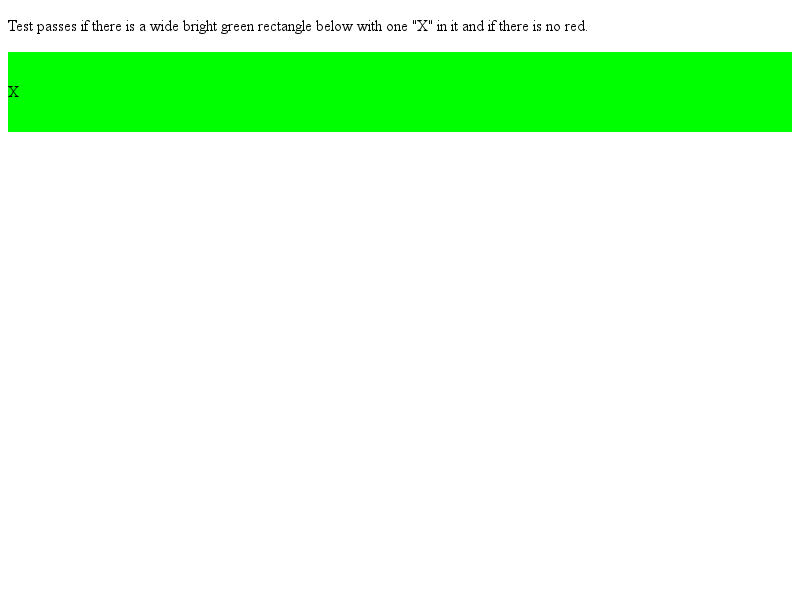 Test passes if there is a wide bright green rectangle below with one "X" in it and if there is no red.
X